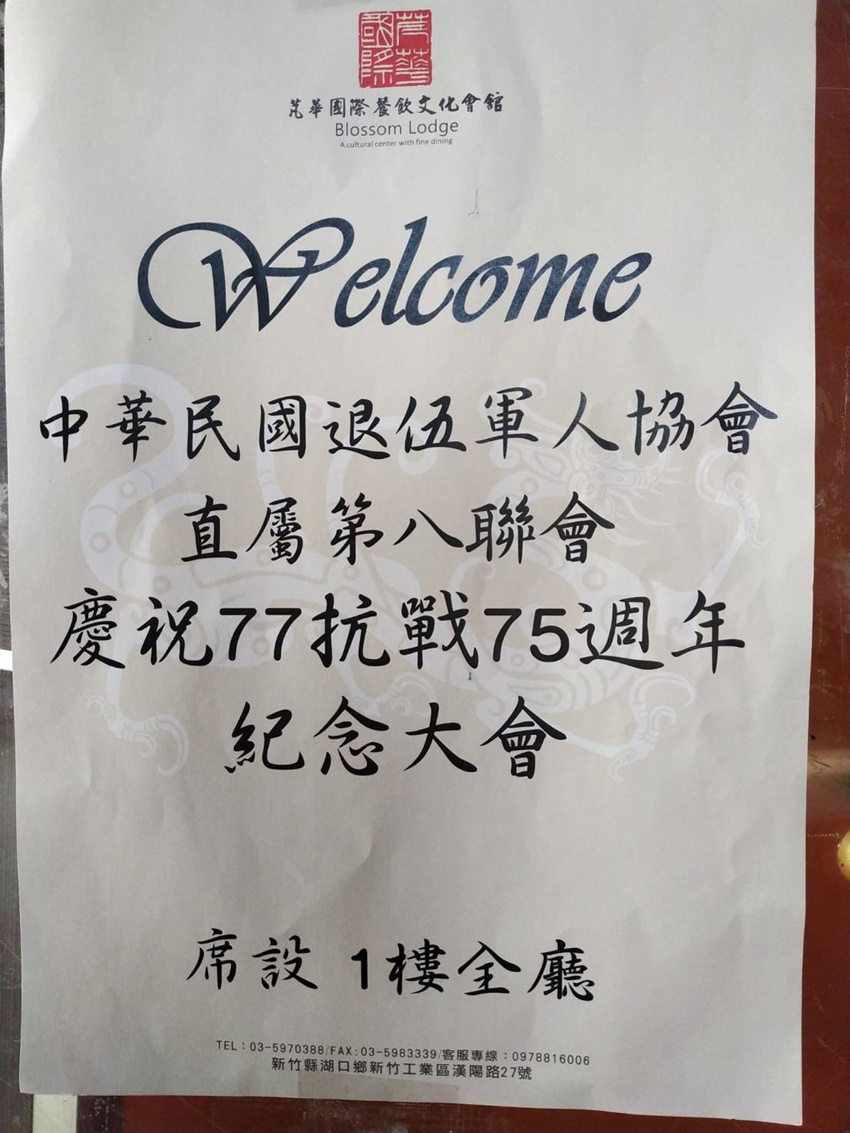 芃華
國際
芃華國際餐飲文化會館
Blossom Lodge
A cultural center with fine dining
Welcome
中華民國退伍軍人協會
直屬第八聯會
慶祝77抗戰75週年
紀念大會
席設 1樓全廳
TEL:03-5970388/FAX:03-5983339/客服專線:0978816006
新竹縣湖口鄉新竹工業區漢陽路27號